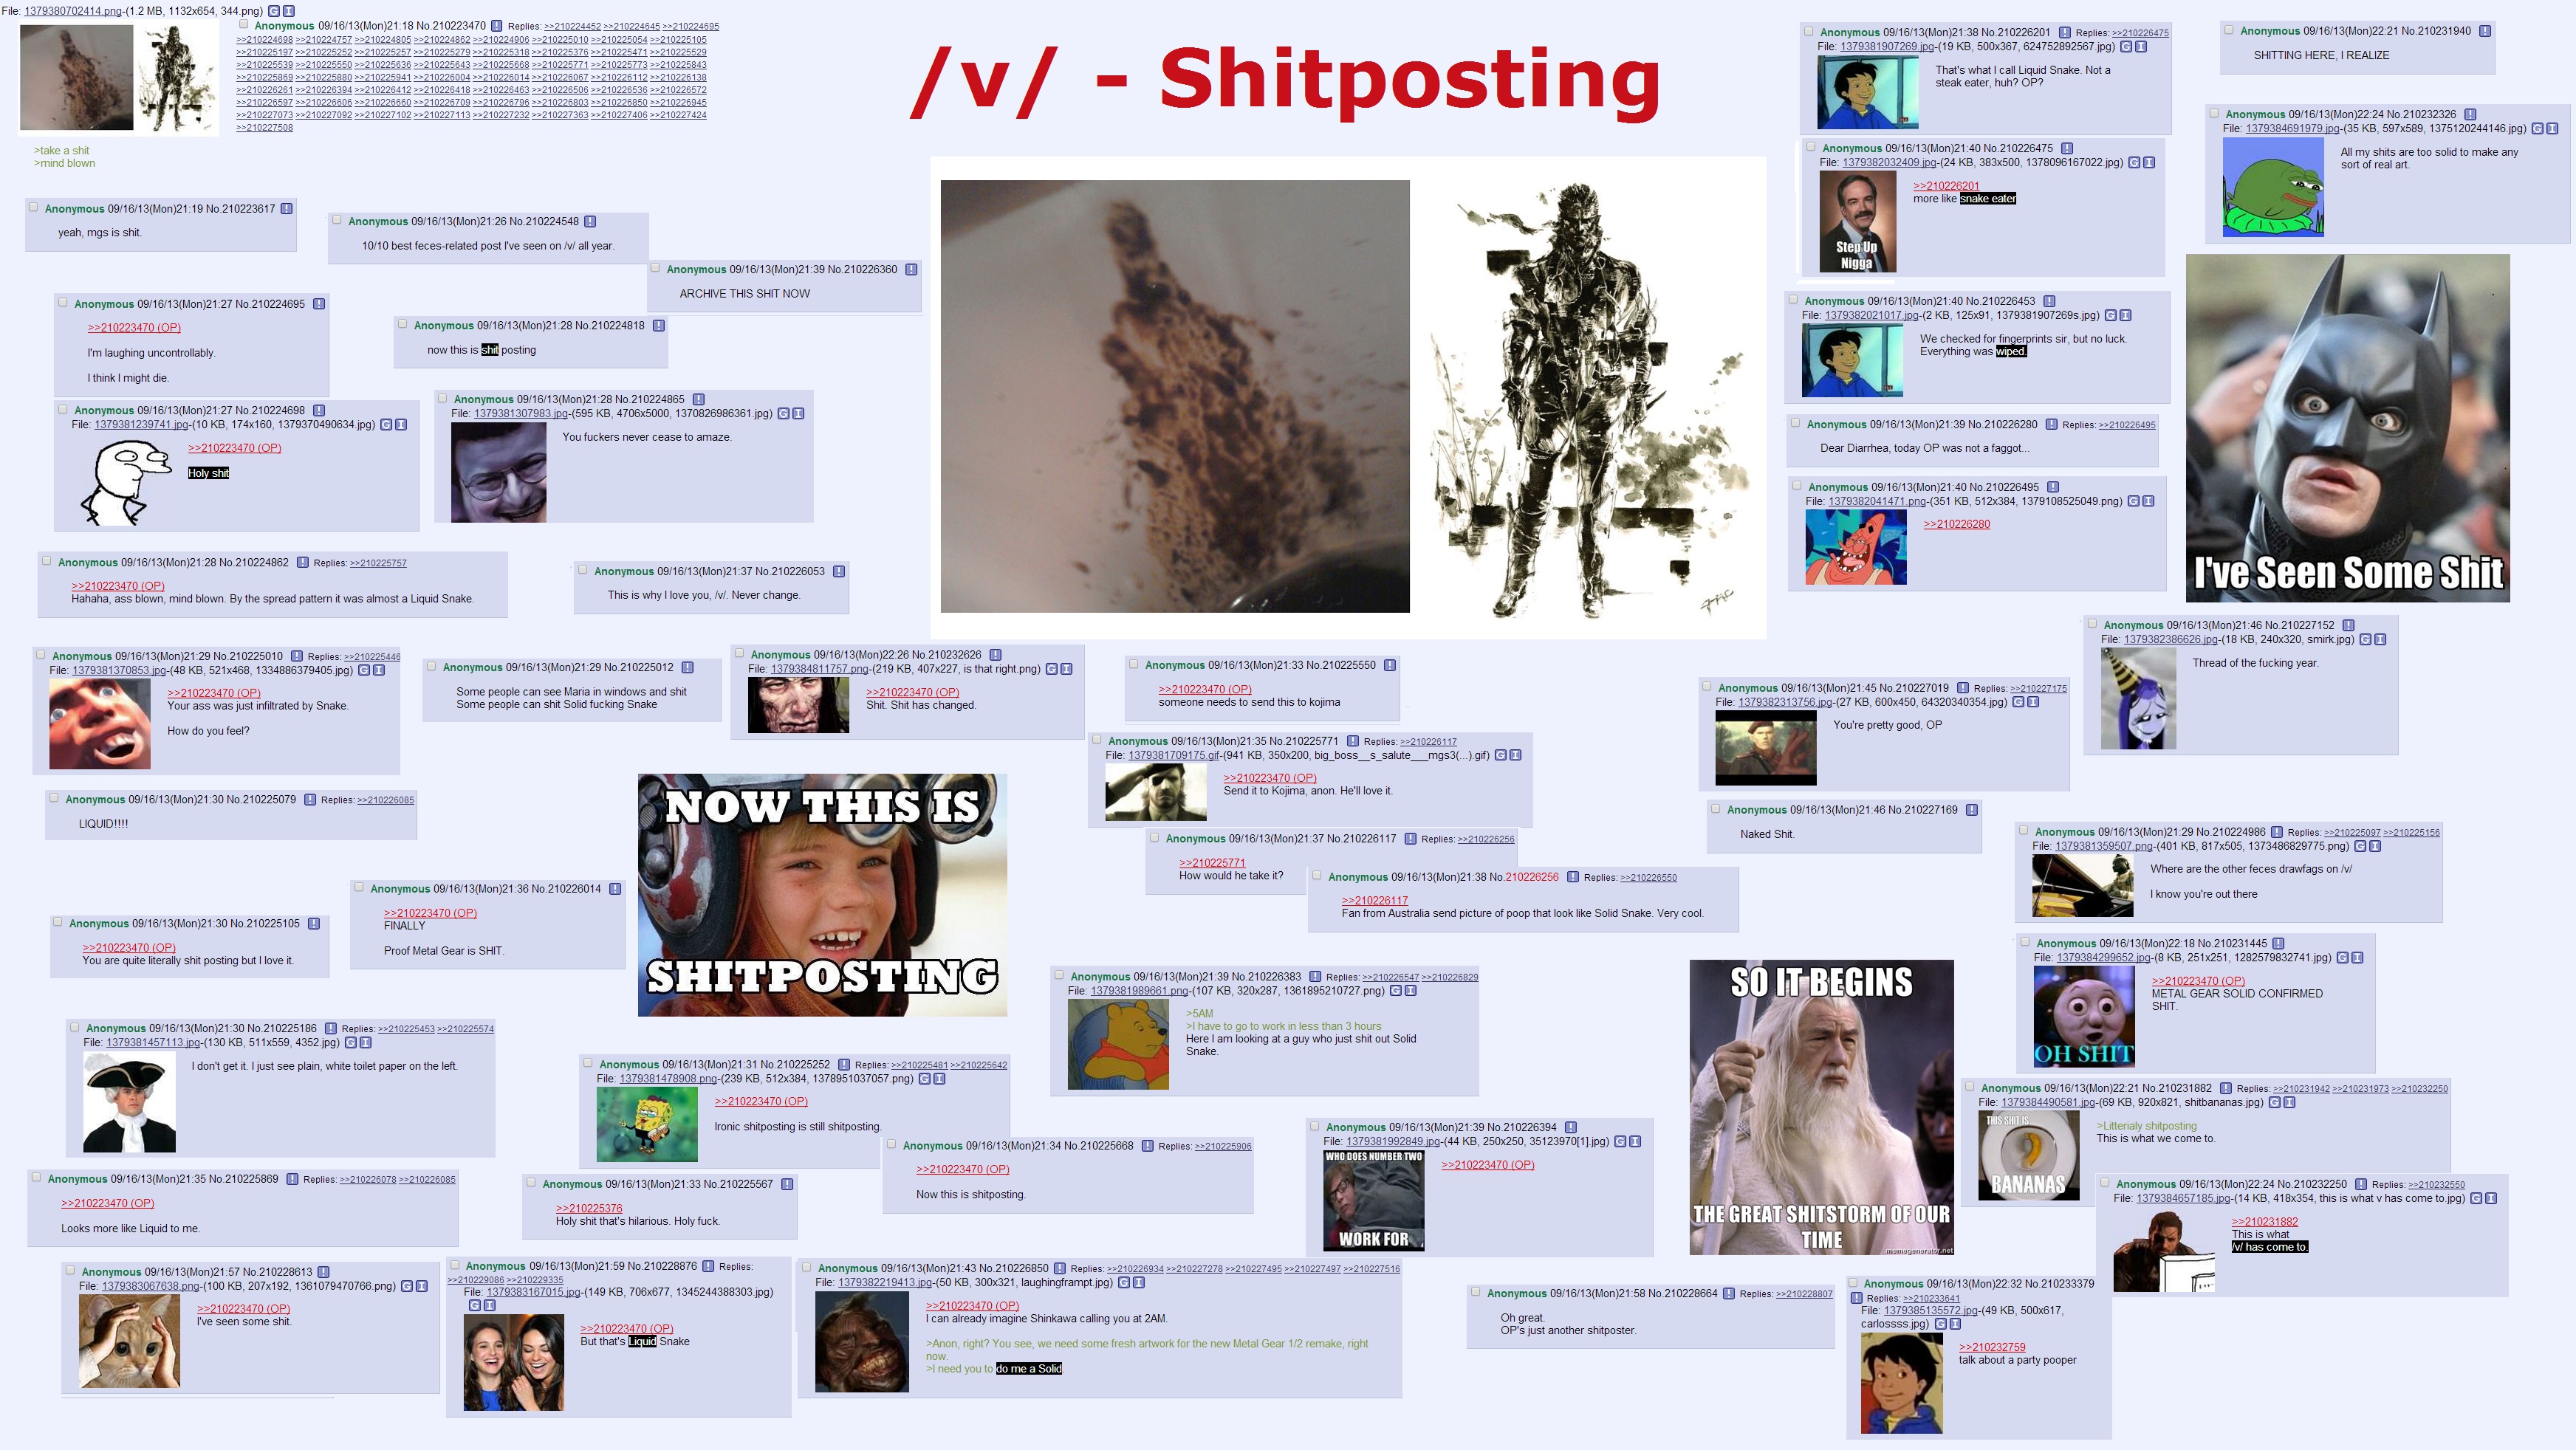 File: 1379380702414.png-(1.2 MB, 1132x654, 344.png) G I
Anonymous 09/16/13(Mon)21:18 No.210223470 ! Replies: >>210224452 >>210224645 >>210224695
>>210224698 >>210224757 >>210224805 >>210224862 >>210224906 >>210225010 >>210225054 >>210225105
>>210225197 >>210225252 >>210225257 >>210225279 >>210225318 >>210225376 >>210225471 >>210225529
>>210225539 >>210225550 >>210225636 >>210225643 >>210225668 >>210225771 >>210225773 >>210225843
>>210225869 >>210225880 >>210225941 >>210226004 >>210226014 >>210226067 >>210226112 >>210226138
>>210226261 >>210226394 >>210226412 >>210226418 >>210226463 >>210226506 >>210226536 >>210226572
>>210226597 >>210226606 >>210226660 >>210226709 >>210226796 >>210226803 >>210226850 >>210226945
>>210227073 >>210227092 >>210227102 >>210227113 >>210227232 >>210227363 >>210227406 >>210227424
>>210227508
>take a shit
>mind blown
/v/ - Shitposting
Anonymous 09/16/13(Mon)21:19 No.210223617 !
yeah, mgs is shit.
Anonymous 09/16/13(Mon)21:26 No.210224548 !
10/10 best feces-related post I've seen on /v/ all year.
Anonymous 09/16/13(Mon)21:39 No.210226360 !
ARCHIVE THIS SHIT NOW
Anonymous 09/16/13(Mon)21:27 No.210224695 !
>>210223470 (OP)
I'm laughing uncontrollably.
I think I might die.
Anonymous 09/16/13(Mon)21:28 No.210224818 !
now this is shit posting
Anonymous 09/16/13(Mon)21:27 No.210224698 !
File: 1379381239741.jpg-(10 KB, 174x160, 1379370490634.jpg) G I
>>210223470 (OP)
Holy shit
Anonymous 09/16/13(Mon)21:28 No.210224865 !
File: 1379381307983.jpg-(595 KB, 4706x5000, 1370826986361.jpg) G I
You fuckers never cease to amaze.
Anonymous 09/16/13(Mon)21:28 No.210224862 ! Replies: >>210225757
>>210223470 (OP)
Hahaha, ass blown, mind blown. By the spread pattern it was almost a Liquid Snake.
Anonymous 09/16/13(Mon)21:37 No.210226053 !
This is why I love you, /v/. Never change.
Anonymous 09/16/13(Mon)21:38 No.210226201 ! Replies: >>210226475
File: 1379381907269.jpg-(19 KB, 500x367, 624752892567.jpg) G I
That's what I call Liquid Snake. Not a
steak eater, huh? OP?
Anonymous 09/16/13(Mon)21:40 No.210226475 !
File: 1379382032409.jpg-(24 KB, 383x500, 1378096167022.jpg) G I
>>210226201
more like snake eater
Step Up
Nigga
Anonymous 09/16/13(Mon)21:40 No.210226453 !
File: 1379382021017.jpg-(2 KB, 125x91, 1379381907269s.jpg) G I
We checked for fingerprints sir, but no luck.
Everything was wiped.
Anonymous 09/16/13(Mon)21:39 No.210226280 ! Replies: >>210226495
Dear Diarrhea, today OP was not a faggot...
Anonymous 09/16/13(Mon)21:40 No.210226495 !
File: 1379382041471.png-(351 KB, 512x384, 1379108525049.png) G I
>>210226280
Anonymous 09/16/13(Mon)22:21 No.210231940 !
SHITTING HERE, I REALIZE
Anonymous 09/16/13(Mon)22:24 No.210232326 !
File: 1379384691979.jpg-(35 KB, 597x589, 1375120244146.jpg) G I
All my shits are too solid to make any
sort of real art.
I've Seen Some Shit
Anonymous 09/16/13(Mon)21:29 No.210225010 ! Replies: >>210225446
File: 1379381370853.jpg-(48 KB, 521x468, 1334886379405.jpg) G I
>>210223470 (OP)
Your ass was just infiltrated by Snake.
How do you feel?
Anonymous 09/16/13(Mon)21:29 No.210225012 !
Some people can see Maria in windows and shit
Some people can shit Solid fucking Snake
Anonymous 09/16/13(Mon)22:26 No.210232626 !
File: 1379384811757.png-(219 KB, 407x227, is that right.png) G I
>>210223470 (OP)
Shit. Shit has changed.
Anonymous 09/16/13(Mon)21:33 No.210225550 !
>>210223470 (OP)
someone needs to send this to kojima
Anonymous 09/16/13(Mon)21:35 No.210225771 ! Replies: >>210226117
File: 1379381709175.gif-(941 KB, 350x200, big_boss__s_salute___mgs3(...).gif) G I
>>210223470 (OP)
Send it to Kojima, anon. He'll love it.
Anonymous 09/16/13(Mon)21:37 No.210226117 ! Replies: >>210226256
>>210225771
How would he take it?
Anonymous 09/16/13(Mon)21:38 No.210226256 ! Replies: >>210226550
>>210226117
Fan from Australia send picture of poop that look like Solid Snake. Very cool.
Anonymous 09/16/13(Mon)21:45 No.210227019 ! Replies: >>210227175
File: 1379382313756.jpg-(27 KB, 600x450, 64320340354.jpg) G I
You're pretty good, OP
Anonymous 09/16/13(Mon)21:46 No.210227152 !
File: 1379382386626.jpg-(18 KB, 240x320, smirk.jpg) G I
Thread of the fucking year.
Anonymous 09/16/13(Mon)21:46 No.210227169 !
Naked Shit.
Anonymous 09/16/13(Mon)21:29 No.210224986 ! Replies: >>210225097 >>210225156
File: 1379381359507.png-(401 KB, 817x505, 1373486829775.png) G I
Where are the other feces drawfags on /v/
I know you're out there
Anonymous 09/16/13(Mon)21:30 No.210225079 ! Replies: >>210226085
LIQUID!!!!
NOW THIS IS
SHITPOSTING
Anonymous 09/16/13(Mon)21:36 No.210226014 !
>>210223470 (OP)
FINALLY
Proof Metal Gear is SHIT.
Anonymous 09/16/13(Mon)21:30 No.210225105 !
>>210223470 (OP)
You are quite literally shit posting but I love it.
Anonymous 09/16/13(Mon)21:39 No.210226383 ! Replies: >>210226547 >>210226829
File: 1379381989661.png-(107 KB, 320x287, 1361895210727.png) G I
>5AM
>I have to go to work in less than 3 hours
Here I am looking at a guy who just shit out Solid
Snake.
SO IT BEGINS
THE GREAT SHITSTORM OF OUR
TIME
memegenerator.net
Anonymous 09/16/13(Mon)22:18 No.210231445 !
File: 1379384299652.jpg-(8 KB, 251x251, 1282579832741.jpg) G I
>>210223470 (OP)
METAL GEAR SOLID CONFIRMED
SHIT.
OH SHIT
Anonymous 09/16/13(Mon)21:30 No.210225186 ! Replies: >>210225453 >>210225574
File: 1379381457113.jpg-(130 KB, 511x559, 4352.jpg) G I
I don't get it. I just see plain, white toilet paper on the left.
Anonymous 09/16/13(Mon)21:31 No.210225252 ! Replies: >>210225481 >>210225642
File: 1379381478908.png-(239 KB, 512x384, 1378951037057.png) G I
>>210223470 (OP)
Ironic shitposting is still shitposting.
Anonymous 09/16/13(Mon)21:34 No.210225668 ! Replies: >>210225906
>>210223470 (OP)
Now this is shitposting.
Anonymous 09/16/13(Mon)21:39 No.210226394 !
File: 1379381992849.jpg-(44 KB, 250x250, 35123970[1].jpg) G I
>>210223470 (OP)
WHO DOES NUMBER TWO
WORK FOR
Anonymous 09/16/13(Mon)22:21 No.210231882 ! Replies: >>210231942 >>210231973 >>210232250
File: 1379384490581.jpg-(69 KB, 920x821, shitbananas.jpg) G I
>Litterialy shitposting
This is what we come to.
THIS SHIT IS
BANANAS
Anonymous 09/16/13(Mon)22:24 No.210232250 ! Replies: >>210232550
File: 1379384657185.jpg-(14 KB, 418x354, this is what v has come to.jpg) G I
>>210231882
This is what
/v/ has come to.
Anonymous 09/16/13(Mon)21:35 No.210225869 ! Replies: >>210226078 >>210226085
>>210223470 (OP)
Looks more like Liquid to me.
Anonymous 09/16/13(Mon)21:33 No.210225567 !
>>210225376
Holy shit that's hilarious. Holy fuck.
Anonymous 09/16/13(Mon)21:57 No.210228613 !
File: 1379383067638.png-(100 KB, 207x192, 1361079470766.png) G I
>>210223470 (OP)
I've seen some shit.
Anonymous 09/16/13(Mon)21:59 No.210228876 ! Replies:
>>210229086 >>210229335
File: 1379383167015.jpg-(149 KB, 706x677, 1345244388303.jpg)
G I
>>210223470 (OP)
But that's Liquid Snake
Anonymous 09/16/13(Mon)21:43 No.210226850 ! Replies: >>210226934 >>210227278 >>210227495 >>210227497 >>210227516
File: 1379382219413.jpg-(50 KB, 300x321, laughingframpt.jpg) G I
>>210223470 (OP)
I can already imagine Shinkawa calling you at 2AM.
>Anon, right? You see, we need some fresh artwork for the new Metal Gear 1/2 remake, right
now.
>I need you to do me a Solid
Anonymous 09/16/13(Mon)21:58 No.210228664 ! Replies: >>210228807
Oh great.
OP's just another shitposter.
Anonymous 09/16/13(Mon)22:32 No.210233379
! Replies: >>210233641
File: 1379385135572.jpg-(49 KB, 500x617,
carlossss.jpg) G I
>>210232759
talk about a party pooper